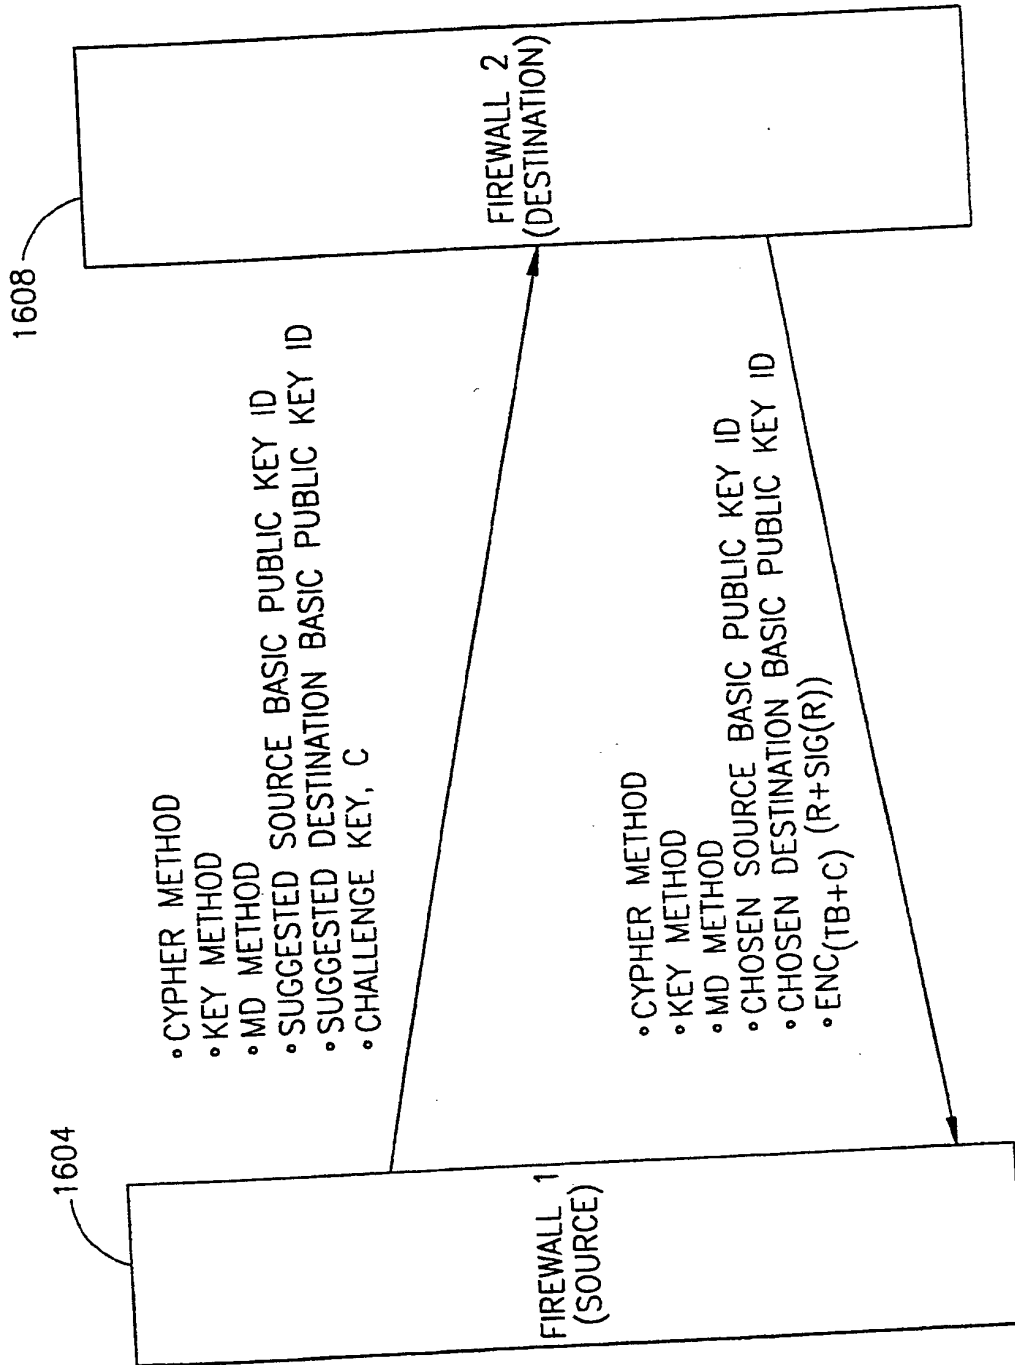 1604
FIREWALL 1
(SOURCE)
• CYPHER METHOD
• KEY METHOD
• MD METHOD
• SUGGESTED SOURCE BASIC PUBLIC KEY ID
• SUGGESTED DESTINATION BASIC PUBLIC KEY ID
• CHALLENGE KEY, C
• CYPHER METHOD
• KEY METHOD
• MD METHOD
• CHOSEN SOURCE BASIC PUBLIC KEY ID
• CHOSEN DESTINATION BASIC PUBLIC KEY ID
• ENC(TB+C) (R+SIG(R))
1608
FIREWALL 2
(DESTINATION)